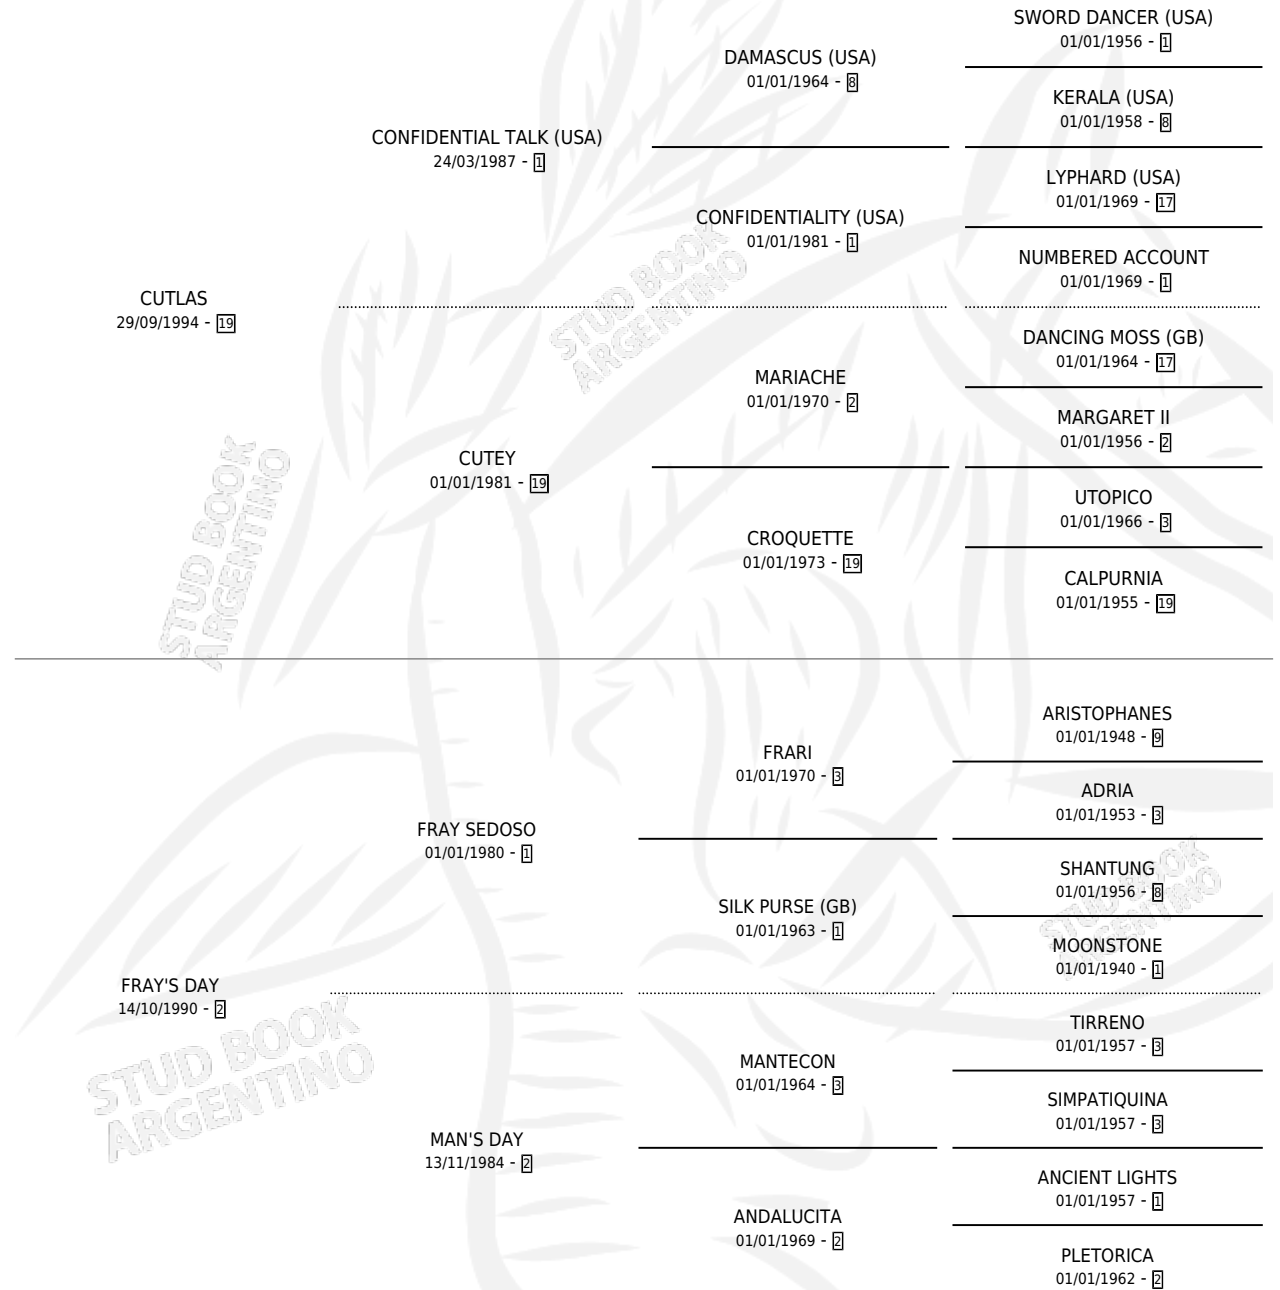 SWORD DANCER (USA)
01/01/1956 - 1
DAMASCUS (USA)
01/01/1964 - 8
KERALA (USA)
01/01/1958 - 8
CONFIDENTIAL TALK (USA)
24/03/1987 - 1
LYPHARD (USA)
01/01/1969 - 17
CONFIDENTIALITY (USA)
01/01/1981 - 1
NUMBERED ACCOUNT
01/01/1969 - 1
CUTLAS
29/09/1994 - 19
DANCING MOSS (GB)
01/01/1964 - 17
MARIACHE
01/01/1970 - 2
MARGARET II
01/01/1956 - 2
CUTEY
01/01/1981 - 19
UTOPICO
01/01/1966 - 3
CROQUETTE
01/01/1973 - 19
CALPURNIA
01/01/1955 - 19
ARISTOPHANES
01/01/1948 - 9
FRARI
01/01/1970 - 3
ADRIA
01/01/1953 - 3
FRAY SEDOSO
01/01/1980 - 1
SHANTUNG
01/01/1956 - 8
SILK PURSE (GB)
01/01/1963 - 1
MOONSTONE
01/01/1940 - 1
FRAY'S DAY
14/10/1990 - 2
TIRRENO
01/01/1957 - 3
MANTECON
01/01/1964 - 3
SIMPATIQUINA
01/01/1957 - 3
MAN'S DAY
13/11/1984 - 2
ANCIENT LIGHTS
01/01/1957 - 1
ANDALUCITA
01/01/1969 - 2
PLETORICA
01/01/1962 - 2
STUD BOOK
ARGENTINO
STUD BOOK
ARGENTINO
STUD BOOK
ARGENTINO
STUD BOOK
ARGENTINO